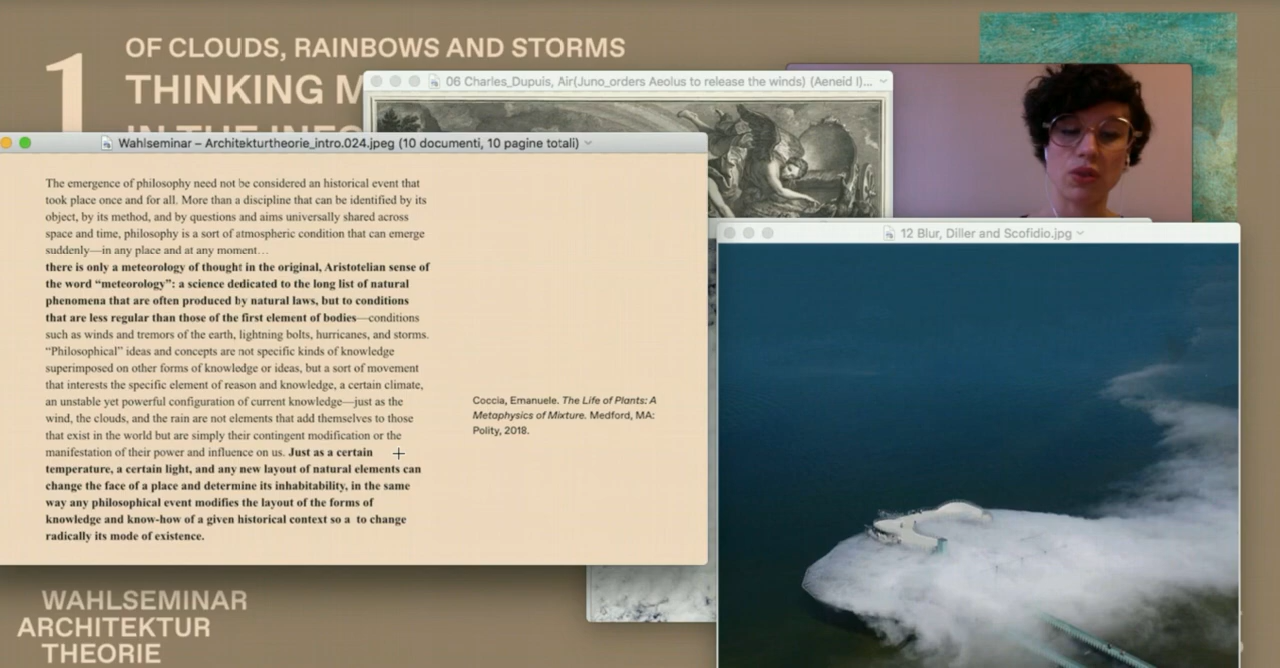 1
OF CLOUDS, RAINBOWS AND STORMS
THINKING M
06 Charles_Dupuis, Air(Juno_orders Aeolus to release the winds) (Aeneid I)...
IN THE INFO
Wahlseminar – Architekturtheorie_intro.024.jpeg (10 documenti, 10 pagine totali)
The emergence of philosophy need not be considered an historical event that
took place once and for all. More than a discipline that can be identified by its
object, by its method, and by questions and aims universally shared across
space and time, philosophy is a sort of atmospheric condition that can emerge
suddenly—in any place and at any moment…
there is only a meteorology of thought in the original, Aristotelian sense of
the word “meteorology”: a science dedicated to the long list of natural
phenomena that are often produced by natural laws, but to conditions
that are less regular than those of the first element of bodies—conditions
such as winds and tremors of the earth, lightning bolts, hurricanes, and storms.
“Philosophical” ideas and concepts are not specific kinds of knowledge
superimposed on other forms of knowledge or ideas, but a sort of movement
that interests the specific element of reason and knowledge, a certain climate,
an unstable yet powerful configuration of current knowledge—just as the
wind, the clouds, and the rain are not elements that add themselves to those
that exist in the world but are simply their contingent modification or the
manifestation of their power and influence on us. Just as a certain
temperature, a certain light, and any new layout of natural elements can
change the face of a place and determine its inhabitability, in the same
way any philosophical event modifies the layout of the forms of
knowledge and know-how of a given historical context so a to change
radically its mode of existence.
Coccia, Emanuele. The Life of Plants: A
Metaphysics of Mixture. Medford, MA:
Polity, 2018.
12 Blur, Diller and Scofidio.jpg
WAHLSEMINAR
ARCHITEKTUR
THEORIE